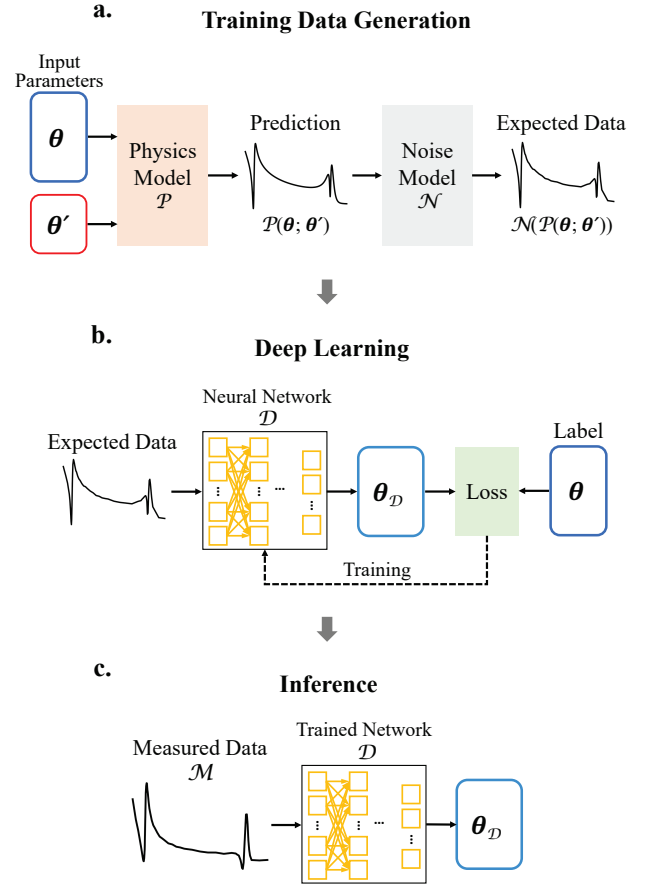 a.
Training Data Generation
Input
Parameters
θ
θ′
Physics
Model
𝒫
Prediction
𝒫(θ; θ′)
Noise
Model
𝒩
Expected Data
𝒩(𝒫(θ; θ′))
b.
Deep Learning
Neural Network
𝒟
Expected Data
...
θ𝒟
Loss
Label
θ
Training
c.
Inference
Trained Network
𝒟
Measured Data
ℳ
...
θ𝒟